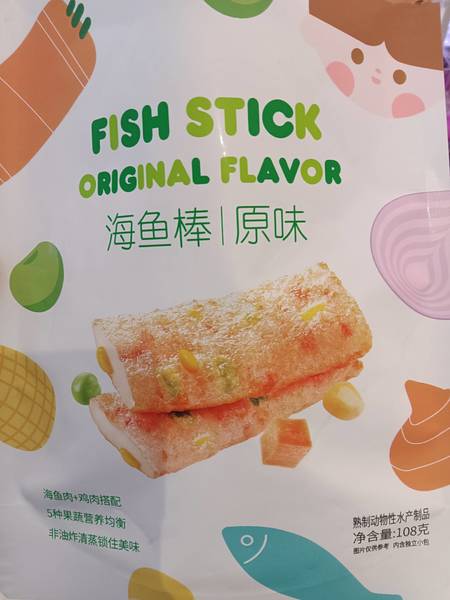 FISH STICK
ORIGINAL FLAVOR
海鱼棒|原味
海鱼肉+鸡肉搭配
5种果蔬营养均衡
非油炸清蒸锁住美味
熟制动物性水产制品
净含量:108克
图片仅供参考 内含独立小包